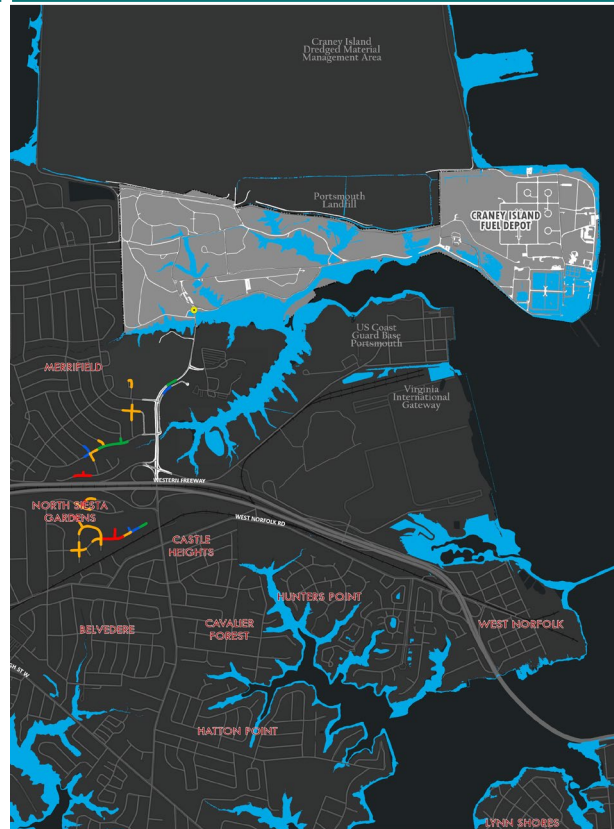 Craney Island
Dredged Material
Management Area
Portsmouth
Landfill
CRANEY ISLAND
FUEL DEPOT
US Coast
Guard Base
Portsmouth
MERRIFIELD
Virginia
International
Gateway
WESTERN FREEWAY
NORTH SIESTA
GARDENS
WEST NORFOLK RD
CASTLE
HEIGHTS
HUNTERS POINT
BELVEDERE
CAVALIER
FOREST
WEST NORFOLK
GH ST W
HATTON POINT
LYNN SHORES